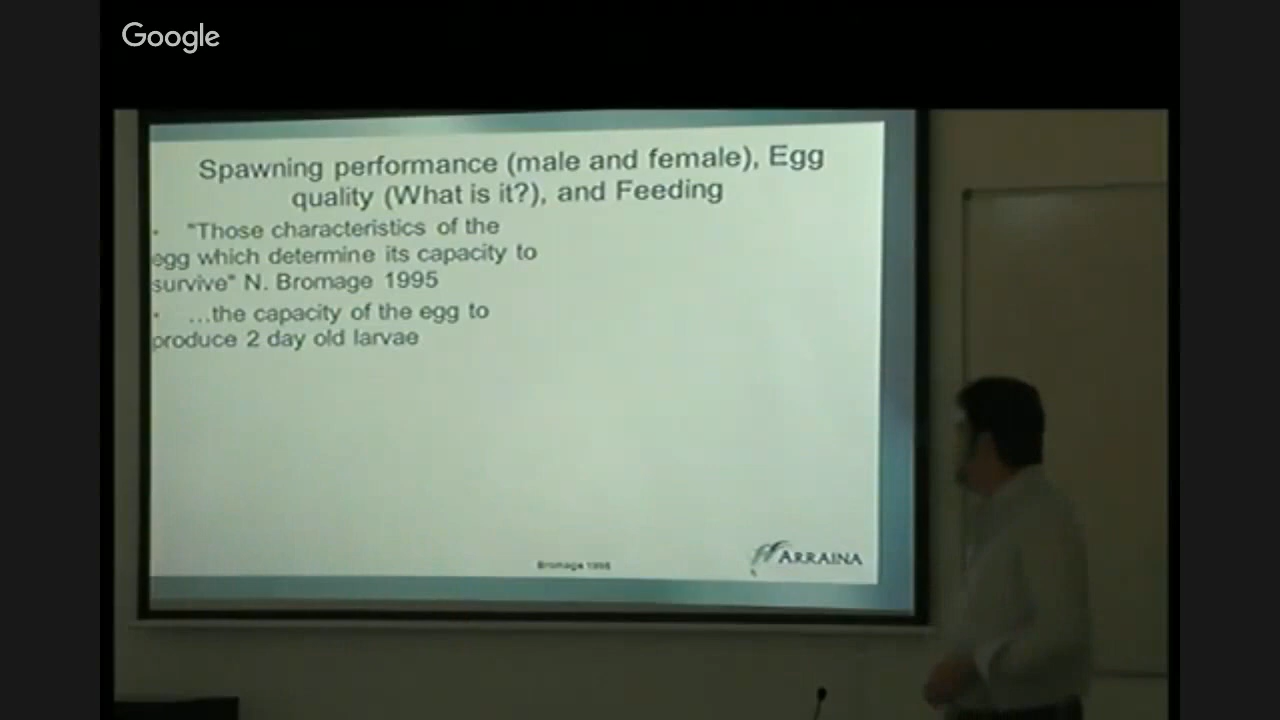 Google
Spawning performance (male and female), Egg
quality (What is it?), and Feeding
• "Those characteristics of the
egg which determine its capacity to
survive" N. Bromage 1995
• ...the capacity of the egg to
produce 2 day old larvae
Bromage 1995
ARRAINA